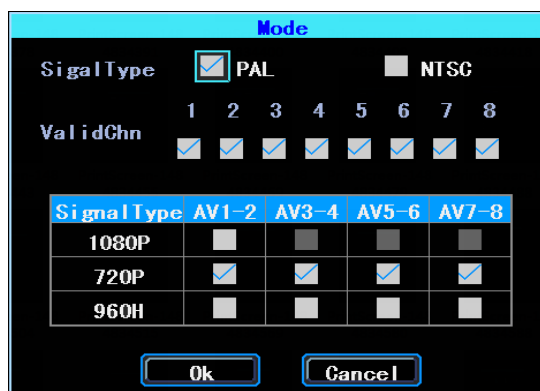 Mode
SigalType PAL NTSC
1 2 3 4 5 6 7 8
ValidChn
SignalType AV1-2 AV3-4 AV5-6 AV7-8
1080P
720P
960H
Ok Cancel